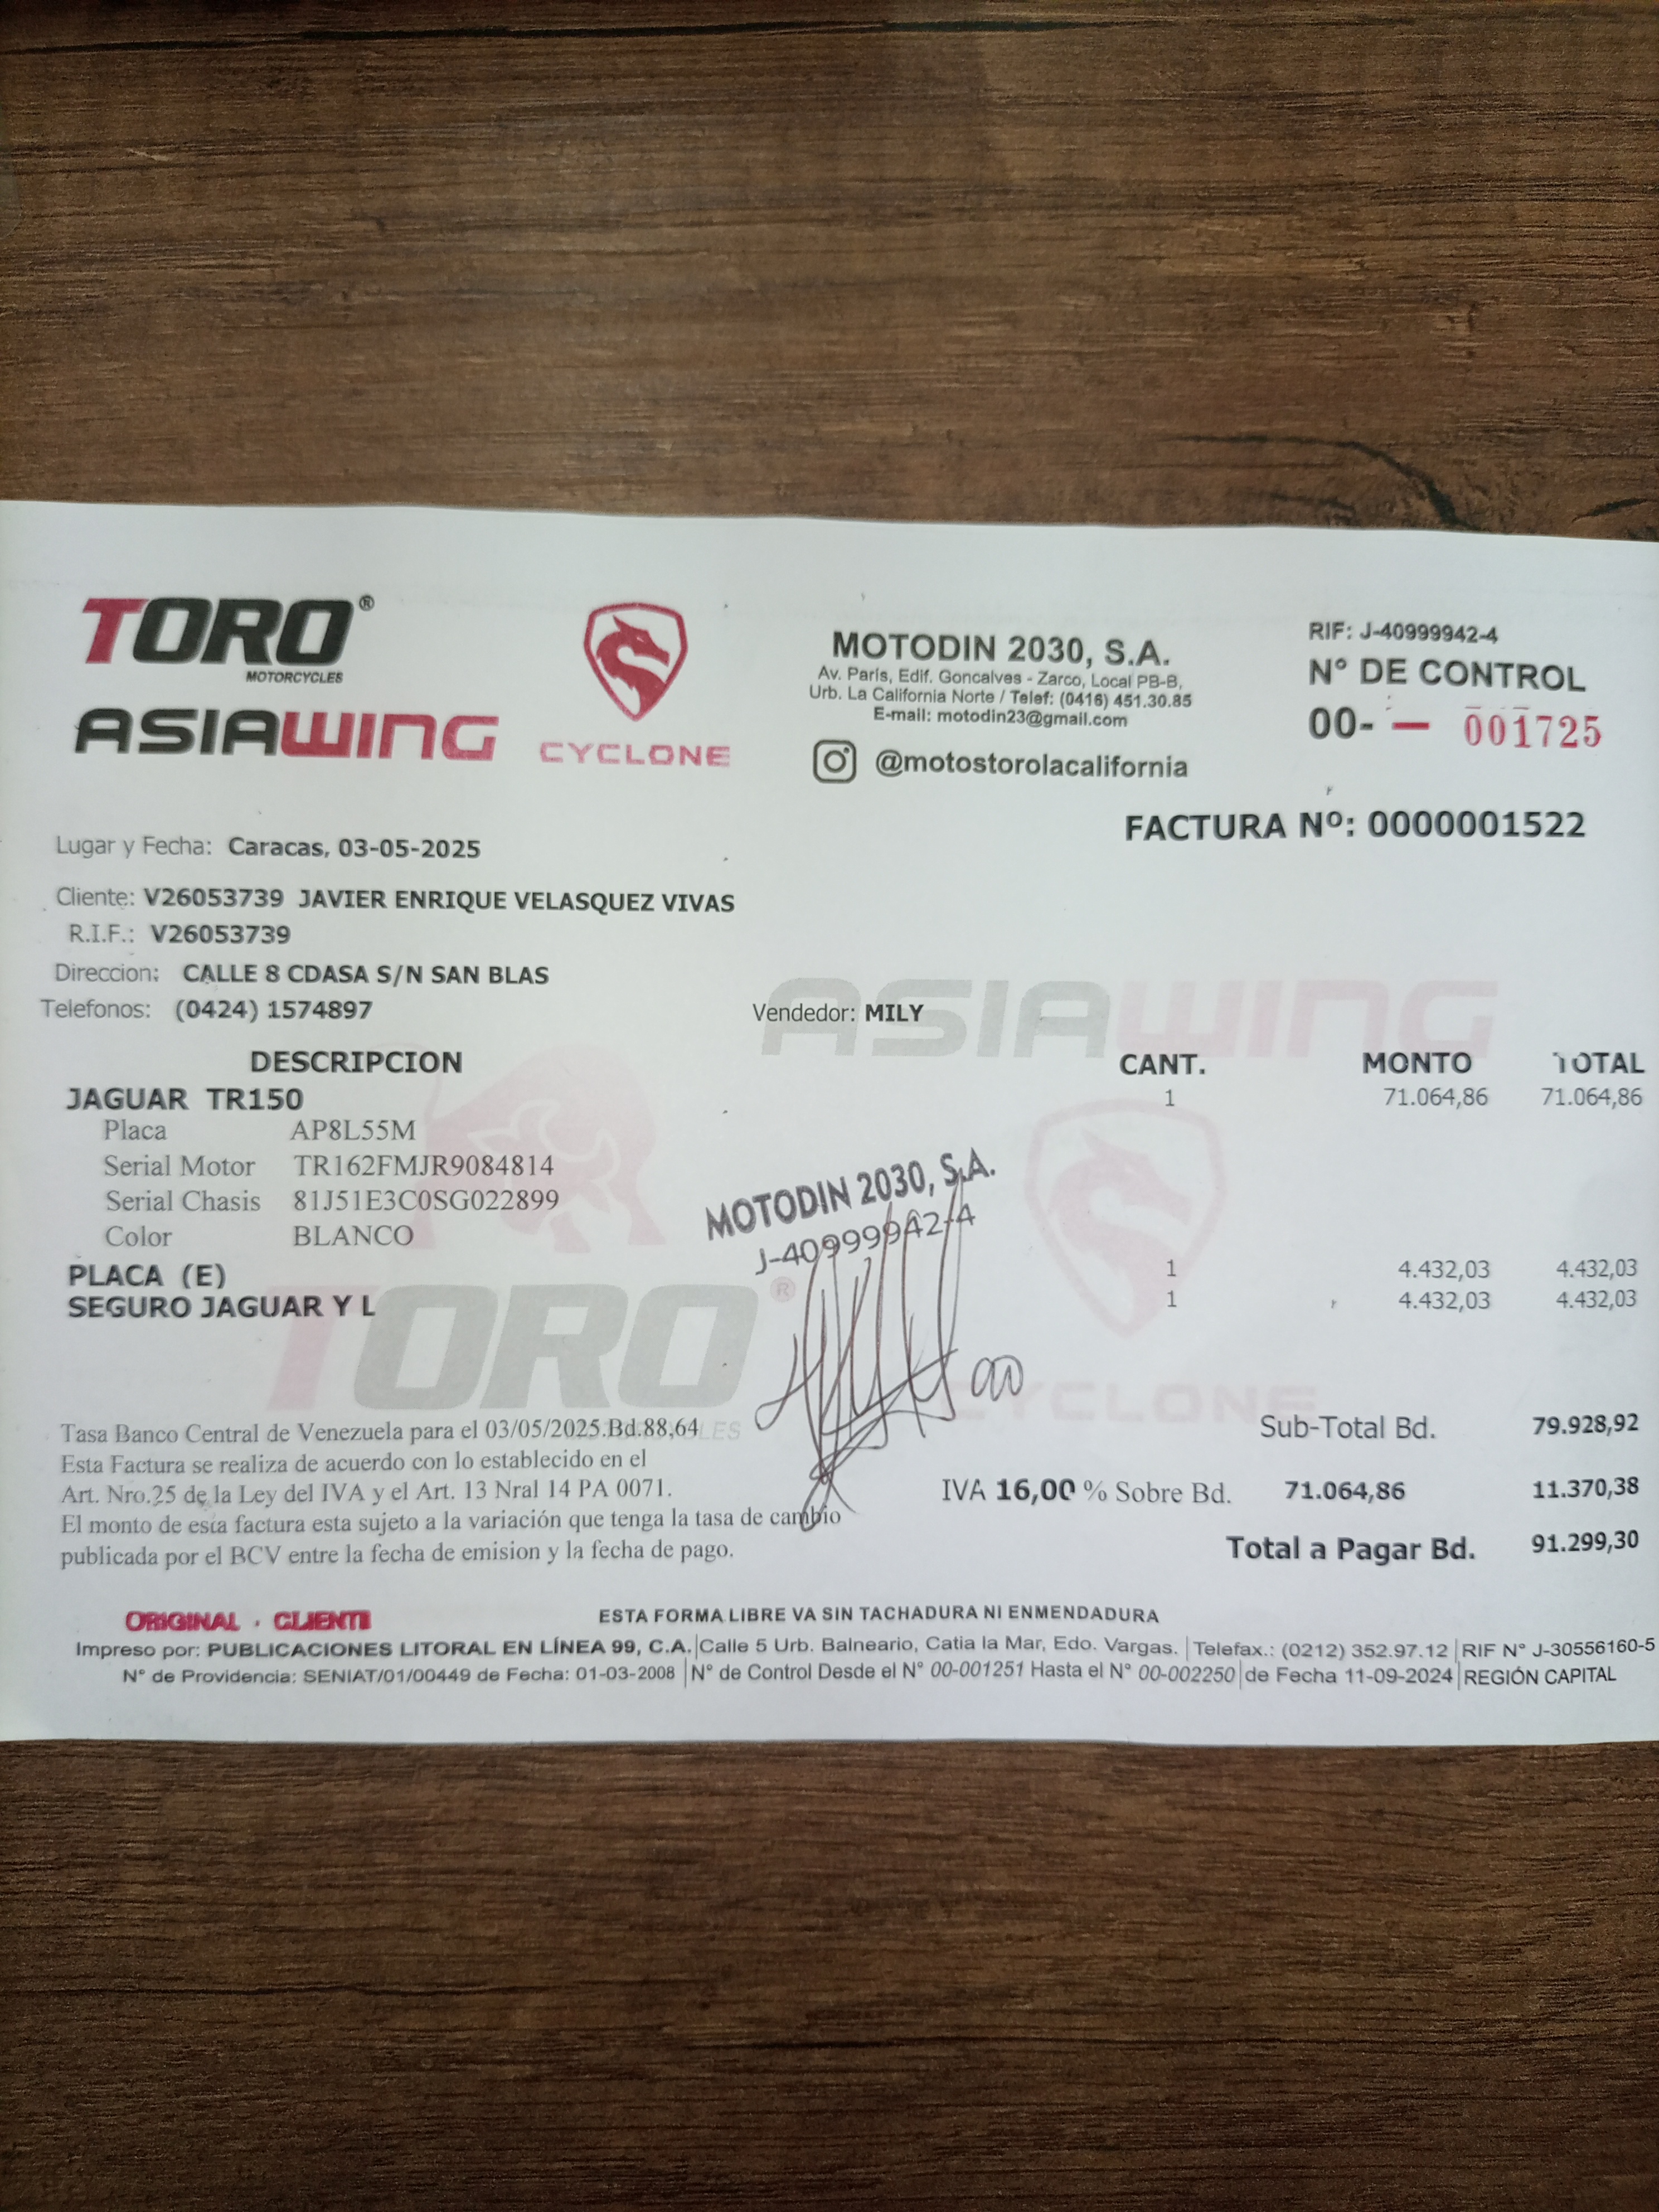 TORO®
MOTORCYCLES
ASIAWING
CYCLONE
MOTODIN 2030, S.A.
Av. París, Edif. Goncalves - Zarco, Local PB-B,
Urb. La California Norte / Telef: (0416) 451.30.85
E-mail: motodin23@gmail.com
@motostorolacalifornia
RIF: J-40999942-4
N° DE CONTROL
00- — 001725
FACTURA Nº: 0000001522
Lugar y Fecha: Caracas, 03-05-2025
Cliente: V26053739 JAVIER ENRIQUE VELASQUEZ VIVAS
R.I.F.: V26053739
Direccion: CALLE 8 CDASA S/N SAN BLAS
Telefonos: (0424) 1574897
Vendedor: MILY
ASIAWING
DESCRIPCION CANT. MONTO TOTAL
JAGUAR TR150 1 71.064,86 71.064,86
Placa AP8L55M
Serial Motor TR162FMJR9084814
Serial Chasis 81J51E3C0SG022899
Color BLANCO
MOTODIN 2030, S.A.
J-40999942-4
PLACA (E) 1 4.432,03 4.432,03
SEGURO JAGUAR Y L 1 4.432,03 4.432,03
TORO®
CYCLONE
Tasa Banco Central de Venezuela para el 03/05/2025.Bd.88,64
Esta Factura se realiza de acuerdo con lo establecido en el
Art. Nro.25 de la Ley del IVA y el Art. 13 Nral 14 PA 0071.
El monto de esta factura esta sujeto a la variación que tenga la tasa de cambio
publicada por el BCV entre la fecha de emision y la fecha de pago.
Sub-Total Bd. 79.928,92
IVA 16,00 % Sobre Bd. 71.064,86 11.370,38
Total a Pagar Bd. 91.299,30
ORIGINAL - CLIENTE
ESTA FORMA LIBRE VA SIN TACHADURA NI ENMENDADURA
Impreso por: PUBLICACIONES LITORAL EN LÍNEA 99, C.A. | Calle 5 Urb. Balneario, Catia la Mar, Edo. Vargas. | Telefax.: (0212) 352.97.12 | RIF N° J-30556160-5
N° de Providencia: SENIAT/01/00449 de Fecha: 01-03-2008 | N° de Control Desde el N° 00-001251 Hasta el N° 00-002250 | de Fecha 11-09-2024 | REGIÓN CAPITAL